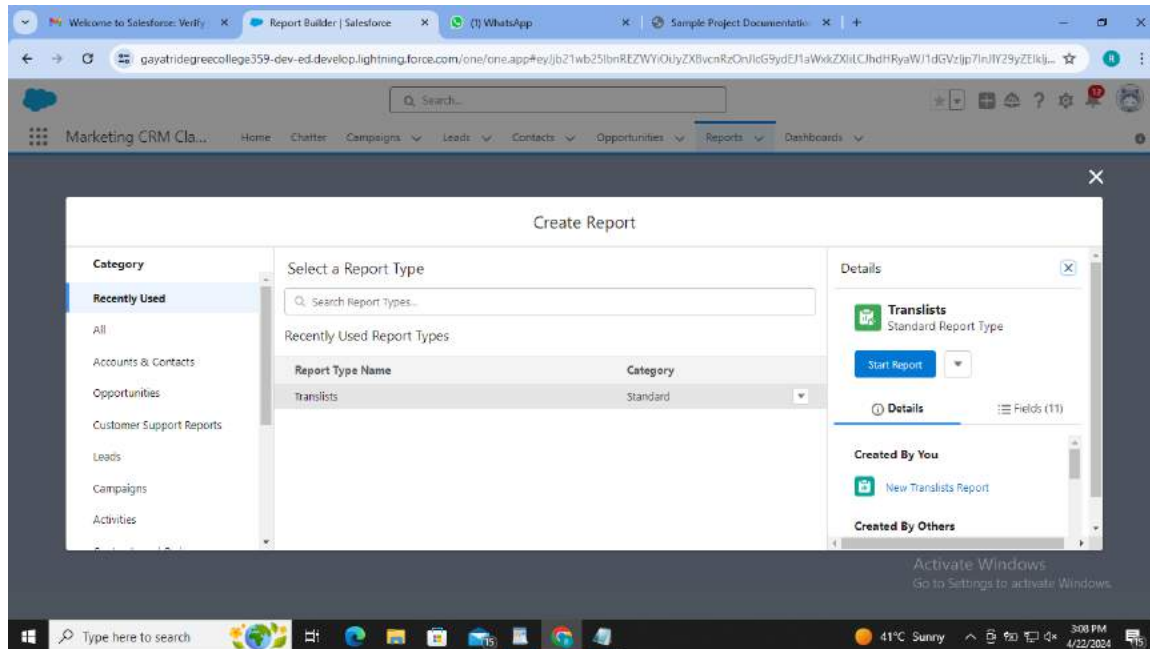 Welcome to Salesforce: Verify
Report Builder | Salesforce
(1) WhatsApp
Sample Project Documentation
gayatridegreecollege359-dev-ed.develop.lightning.force.com/one/one.app#
Search...
Marketing CRM Cla...
Home
Chatter
Campaigns
Leads
Contacts
Opportunities
Reports
Dashboards
Create Report
Category
Recently Used
All
Accounts & Contacts
Opportunities
Customer Support Reports
Leads
Campaigns
Activities
Select a Report Type
Search Report Types...
Recently Used Report Types
Report Type Name Category
Translists Standard
Details
Translists
Standard Report Type
Start Report
Details Fields (11)
Created By You
New Translists Report
Created By Others
Activate Windows
Go to Settings to activate Windows.
Type here to search
41°C Sunny
3:08 PM
4/22/2024